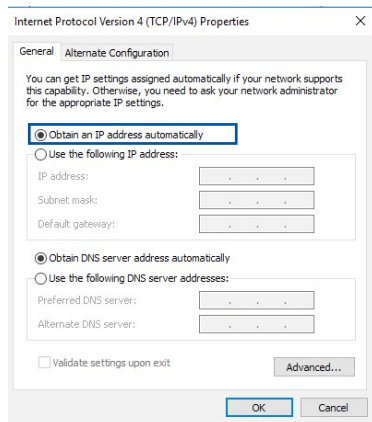 Internet Protocol Version 4 (TCP/IPv4) Properties
General
Alternate Configuration
You can get IP settings assigned automatically if your network supports
this capability. Otherwise, you need to ask your network administrator
for the appropriate IP settings.
Obtain an IP address automatically
Use the following IP address:
IP address:
Subnet mask:
Default gateway:
Obtain DNS server address automatically
Use the following DNS server addresses:
Preferred DNS server:
Alternate DNS server:
Validate settings upon exit
Advanced...
OK
Cancel